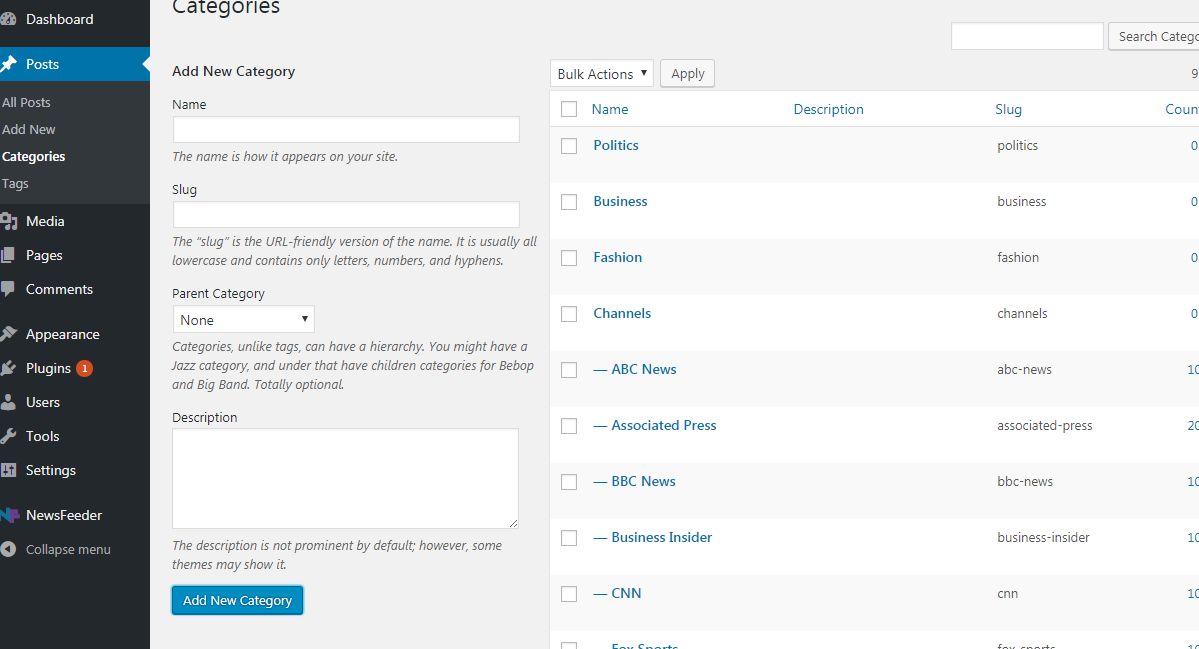 Dashboard
Posts
All Posts
Add New
Categories
Tags
Media
Pages
Comments
Appearance
Plugins 1
Users
Tools
Settings
NewsFeeder
Collapse menu
Categories
Add New Category
Name
The name is how it appears on your site.
Slug
The “slug” is the URL-friendly version of the name. It is usually all
lowercase and contains only letters, numbers, and hyphens.
Parent Category
None
Categories, unlike tags, can have a hierarchy. You might have a
Jazz category, and under that have children categories for Bebop
and Big Band. Totally optional.
Description
The description is not prominent by default; however, some
themes may show it.
Add New Category
Search Catego
Bulk Actions Apply 9
Name Description Slug Coun
Politics politics 0
Business business 0
Fashion fashion 0
Channels channels 0
— ABC News abc-news 10
— Associated Press associated-press 20
— BBC News bbc-news 10
— Business Insider business-insider 10
— CNN cnn 10
— Fox Sports fox-sports 10